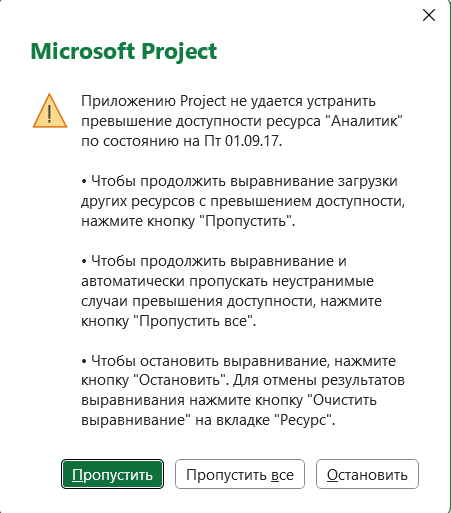 Microsoft Project
Приложению Project не удается устранить
превышение доступности ресурса "Аналитик"
по состоянию на Пт 01.09.17.
• Чтобы продолжить выравнивание загрузки
других ресурсов с превышением доступности,
нажмите кнопку "Пропустить".
• Чтобы продолжить выравнивание и
автоматически пропускать неустранимые
случаи превышения доступности, нажмите
кнопку "Пропустить все".
• Чтобы остановить выравнивание, нажмите
кнопку "Остановить". Для отмены результатов
выравнивания нажмите кнопку "Очистить
выравнивание" на вкладке "Ресурс".
Пропустить Пропустить все Остановить